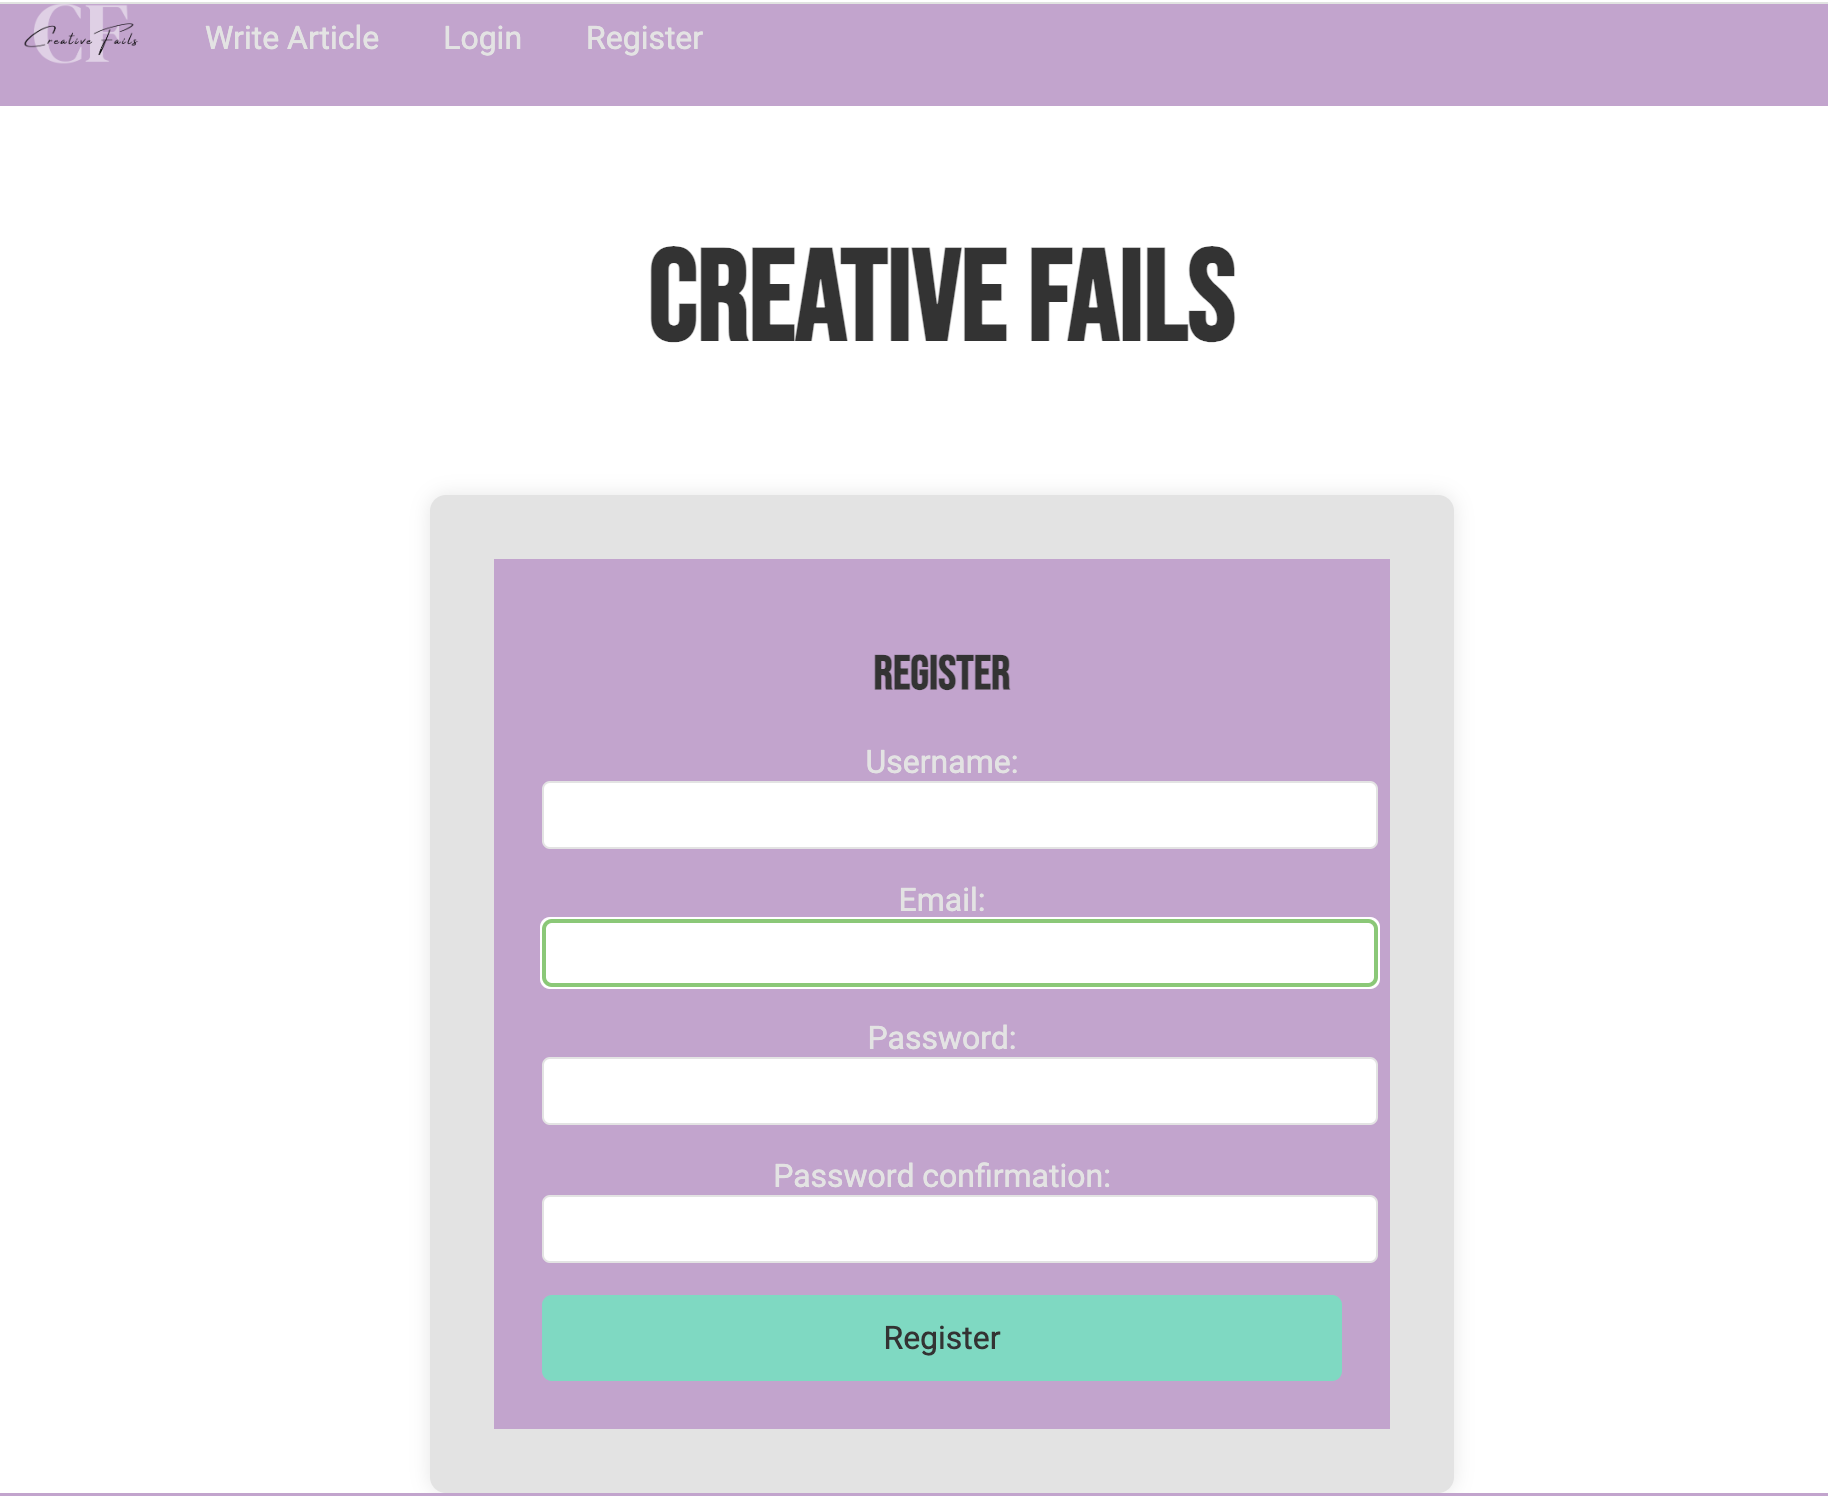 CF
Creative Fails
Write Article Login Register
CREATIVE FAILS
REGISTER
Username:
Email:
Password:
Password confirmation:
Register